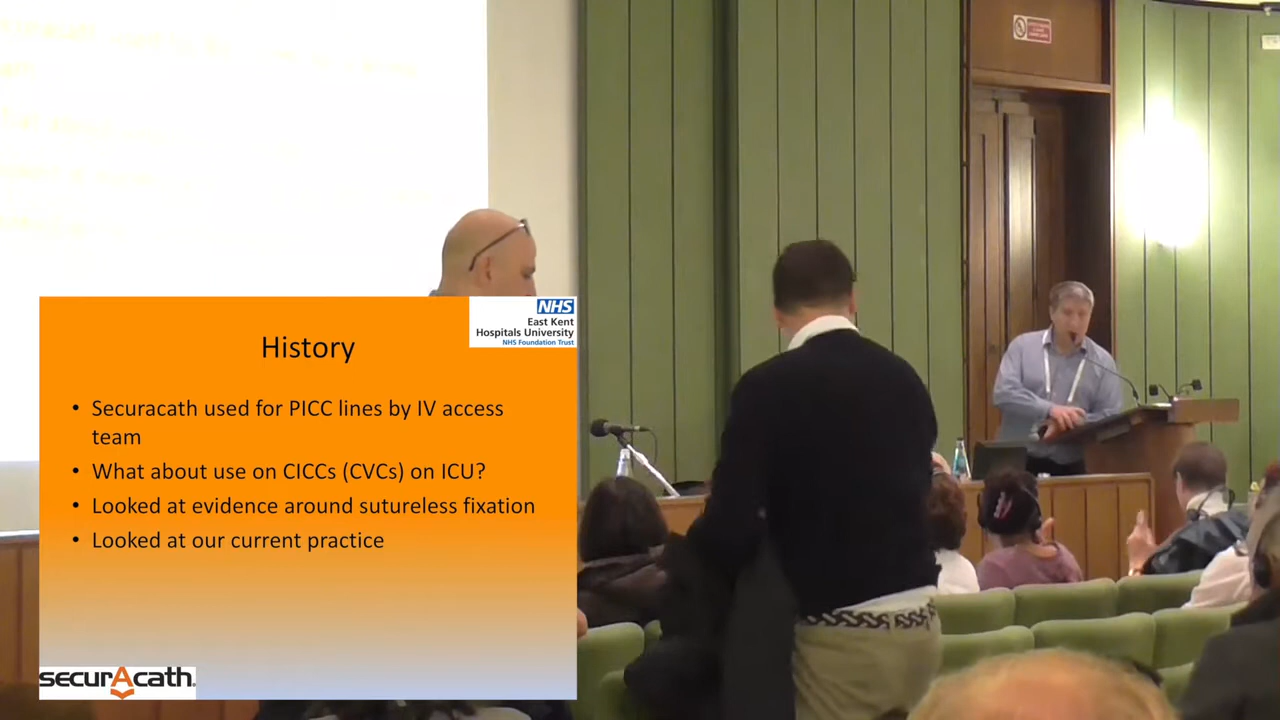 NHS
East Kent
Hospitals University
NHS Foundation Trust
History
• Securacath used for PICC lines by IV access
team
• What about use on CICCs (CVCs) on ICU?
• Looked at evidence around sutureless fixation
• Looked at our current practice
securAcath.